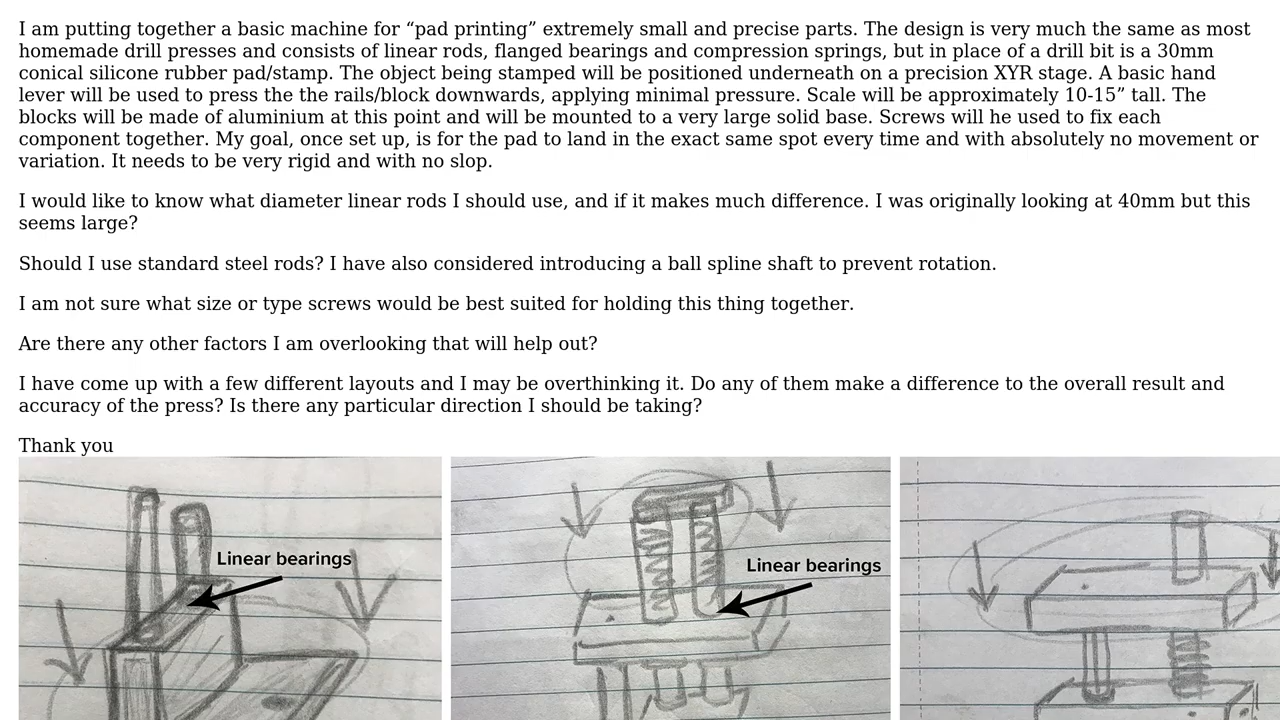 I am putting together a basic machine for “pad printing” extremely small and precise parts. The design is very much the same as most
homemade drill presses and consists of linear rods, flanged bearings and compression springs, but in place of a drill bit is a 30mm
conical silicone rubber pad/stamp. The object being stamped will be positioned underneath on a precision XYR stage. A basic hand
lever will be used to press the the rails/block downwards, applying minimal pressure. Scale will be approximately 10-15” tall. The
blocks will be made of aluminium at this point and will be mounted to a very large solid base. Screws will he used to fix each
component together. My goal, once set up, is for the pad to land in the exact same spot every time and with absolutely no movement or
variation. It needs to be very rigid and with no slop.
I would like to know what diameter linear rods I should use, and if it makes much difference. I was originally looking at 40mm but this
seems large?
Should I use standard steel rods? I have also considered introducing a ball spline shaft to prevent rotation.
I am not sure what size or type screws would be best suited for holding this thing together.
Are there any other factors I am overlooking that will help out?
I have come up with a few different layouts and I may be overthinking it. Do any of them make a difference to the overall result and
accuracy of the press? Is there any particular direction I should be taking?
Thank you
Linear bearings
Linear bearings